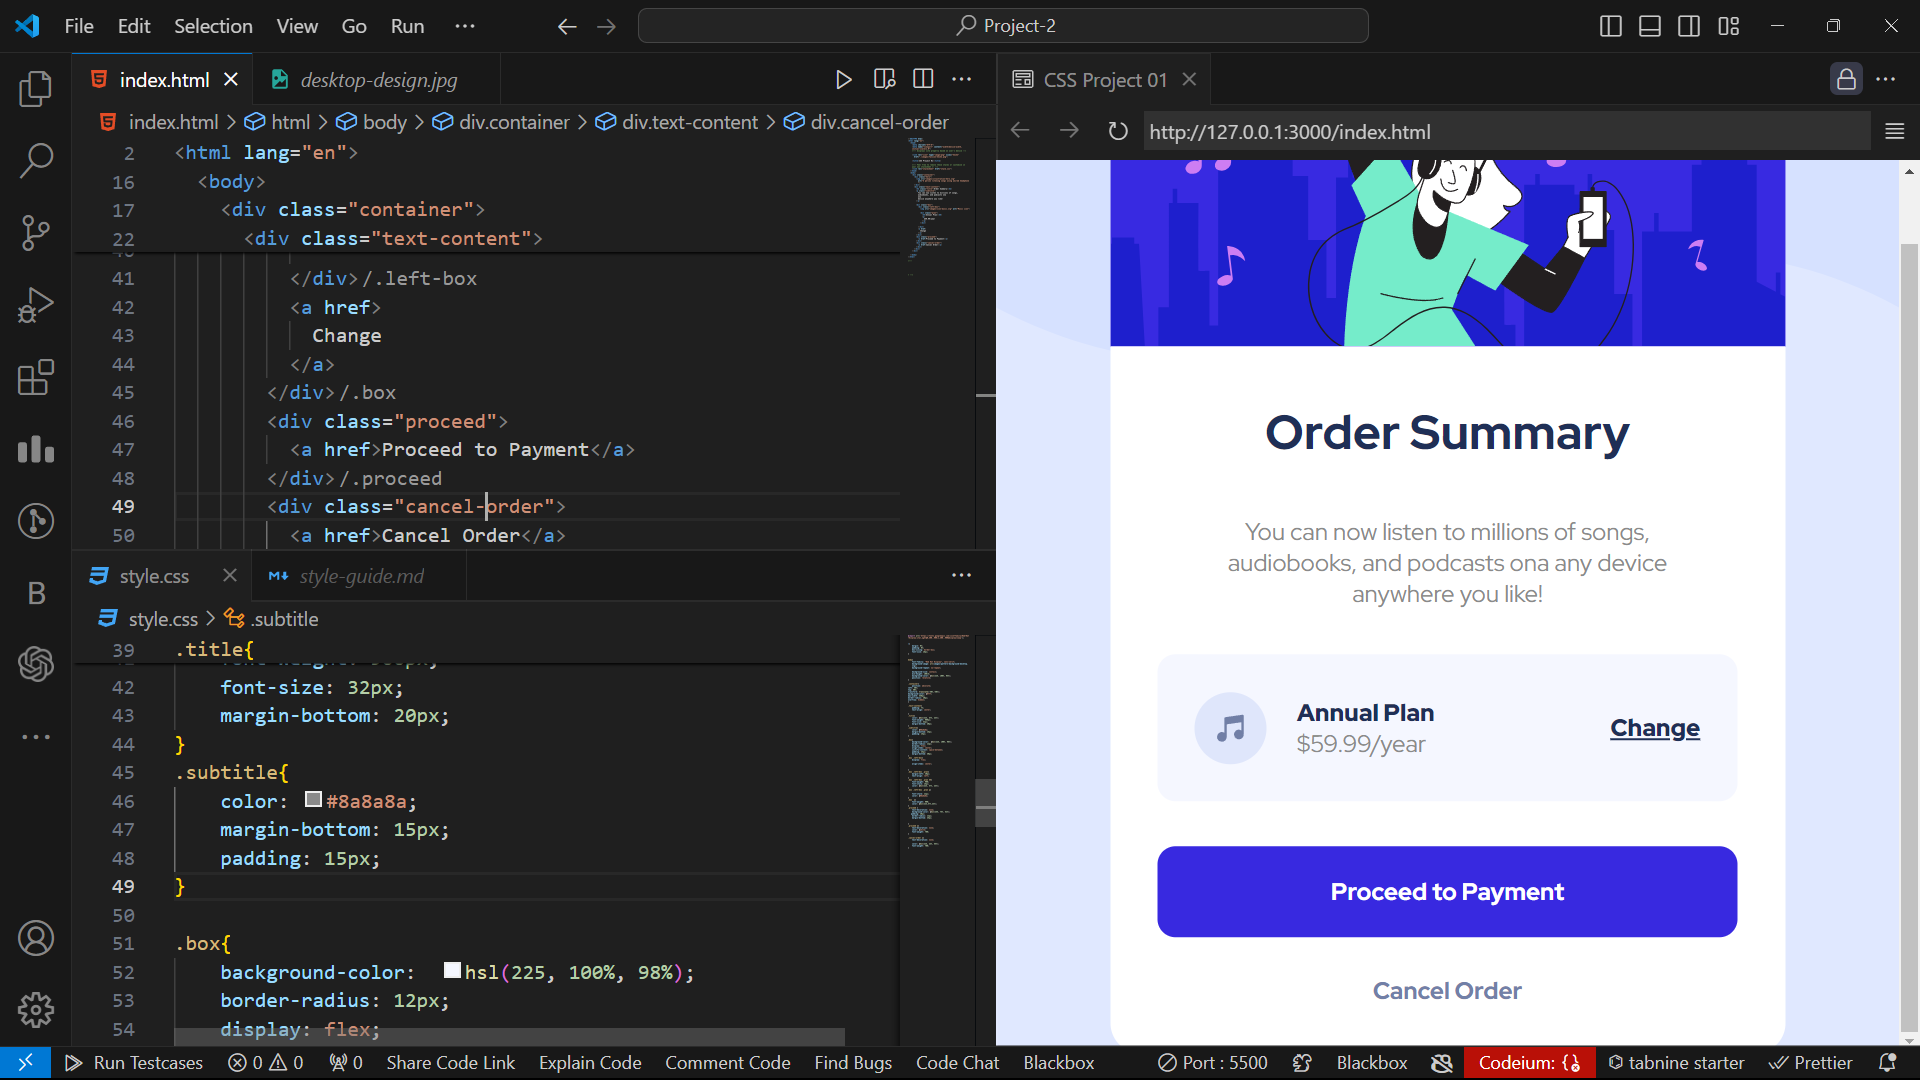 File Edit Selection View Go Run ···
Project-2
index.html
desktop-design.jpg
index.html > html > body > div.container > div.text-content > div.cancel-order
2 <html lang="en">
16 <body>
17 <div class="container">
22 <div class="text-content">
41 </div>/.left-box
42 <a href>
43 Change
44 </a>
45 </div>/.box
46 <div class="proceed">
47 <a href>Proceed to Payment</a>
48 </div>/.proceed
49 <div class="cancel-order">
50 <a href>Cancel Order</a>
style.css
style-guide.md
style.css > .subtitle
39 .title{
42 font-size: 32px;
43 margin-bottom: 20px;
44 }
45 .subtitle{
46 color: #8a8a8a;
47 margin-bottom: 15px;
48 padding: 15px;
49 }
50
51 .box{
52 background-color: hsl(225, 100%, 98%);
53 border-radius: 12px;
54 display: flex;
B
CSS Project 01
http://127.0.0.1:3000/index.html
Order Summary
You can now listen to millions of songs,
audiobooks, and podcasts ona any device
anywhere you like!
Annual Plan
$59.99/year
Change
Proceed to Payment
Cancel Order
Run Testcases 0 0 0 Share Code Link Explain Code Comment Code Find Bugs Code Chat Blackbox Port : 5500 Blackbox Codeium: {} tabnine starter Prettier